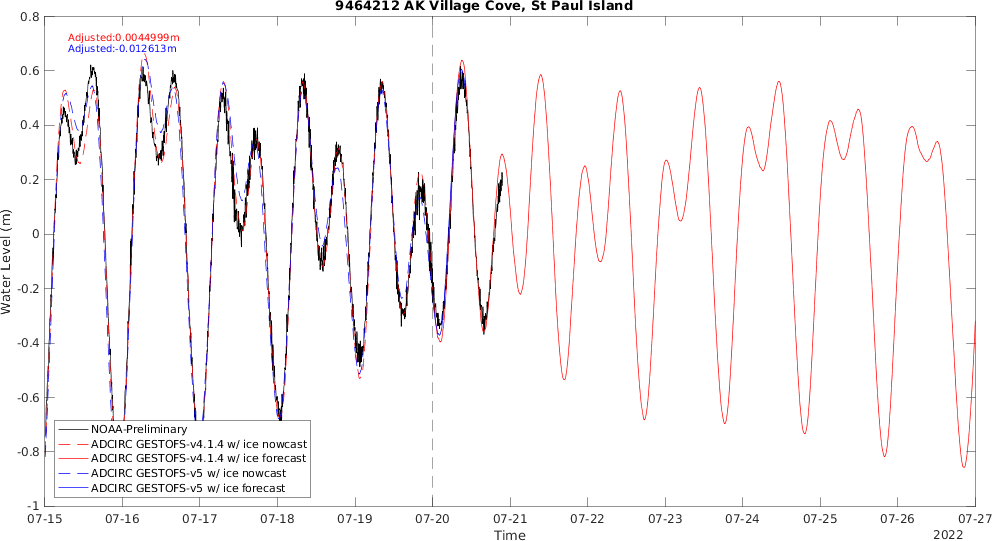 9464212 AK Village Cove, St Paul Island
Adjusted:0.0044999m
Adjusted:-0.012613m
0.8
0.6
0.4
0.2
0
-0.2
-0.4
-0.6
-0.8
-1
Water Level (m)
NOAA-Preliminary
ADCIRC GESTOFS-v4.1.4 w/ ice nowcast
ADCIRC GESTOFS-v4.1.4 w/ ice forecast
ADCIRC GESTOFS-v5 w/ ice nowcast
ADCIRC GESTOFS-v5 w/ ice forecast
07-15 07-16 07-17 07-18 07-19 07-20 07-21 07-22 07-23 07-24 07-25 07-26 07-27
Time
2022